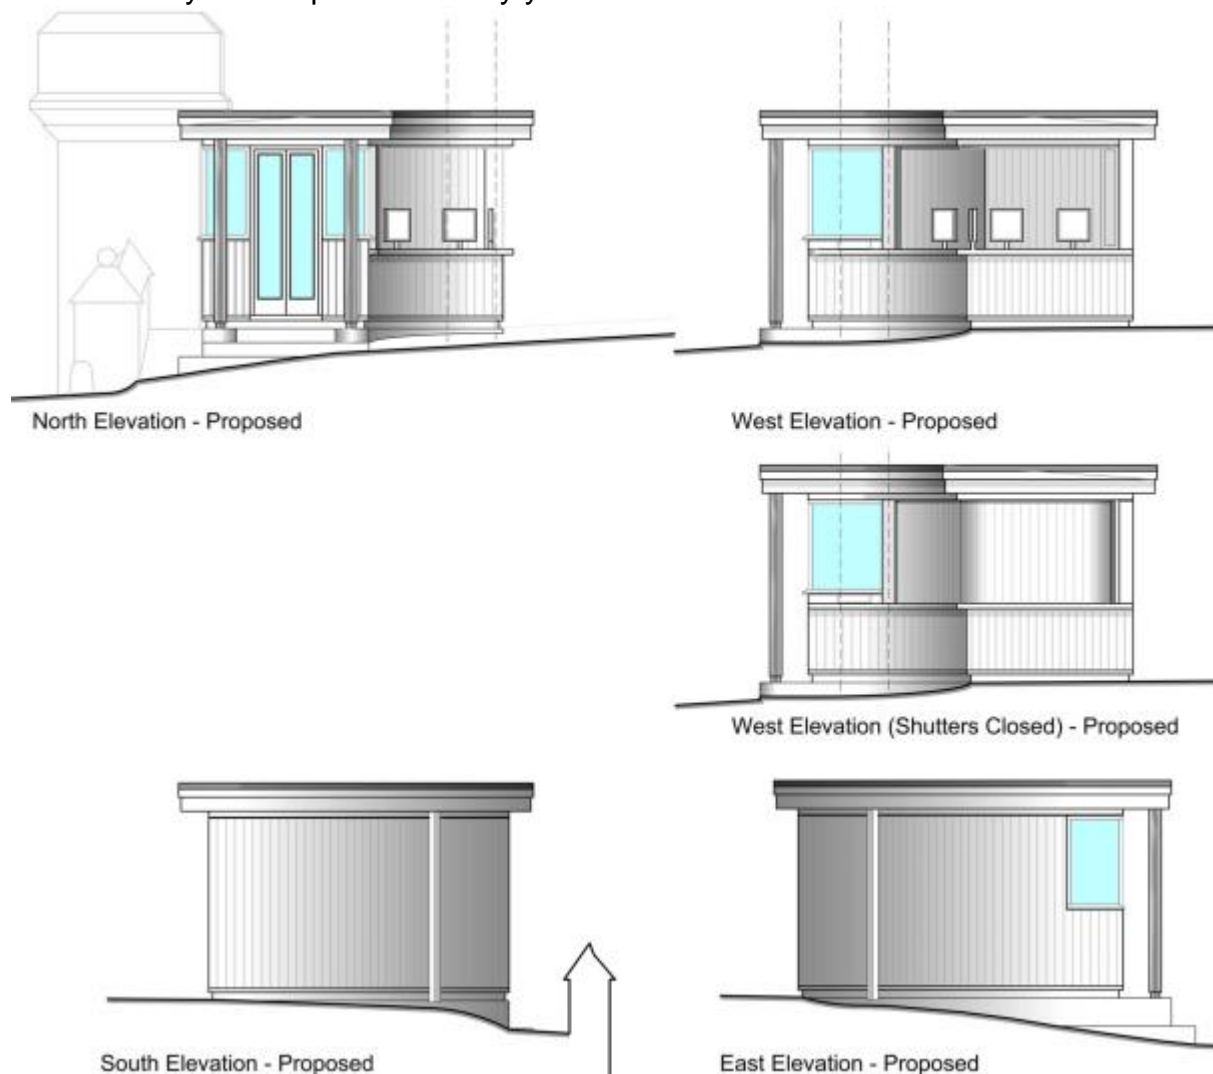 North Elevation - Proposed
West Elevation - Proposed
West Elevation (Shutters Closed) - Proposed
South Elevation - Proposed
East Elevation - Proposed